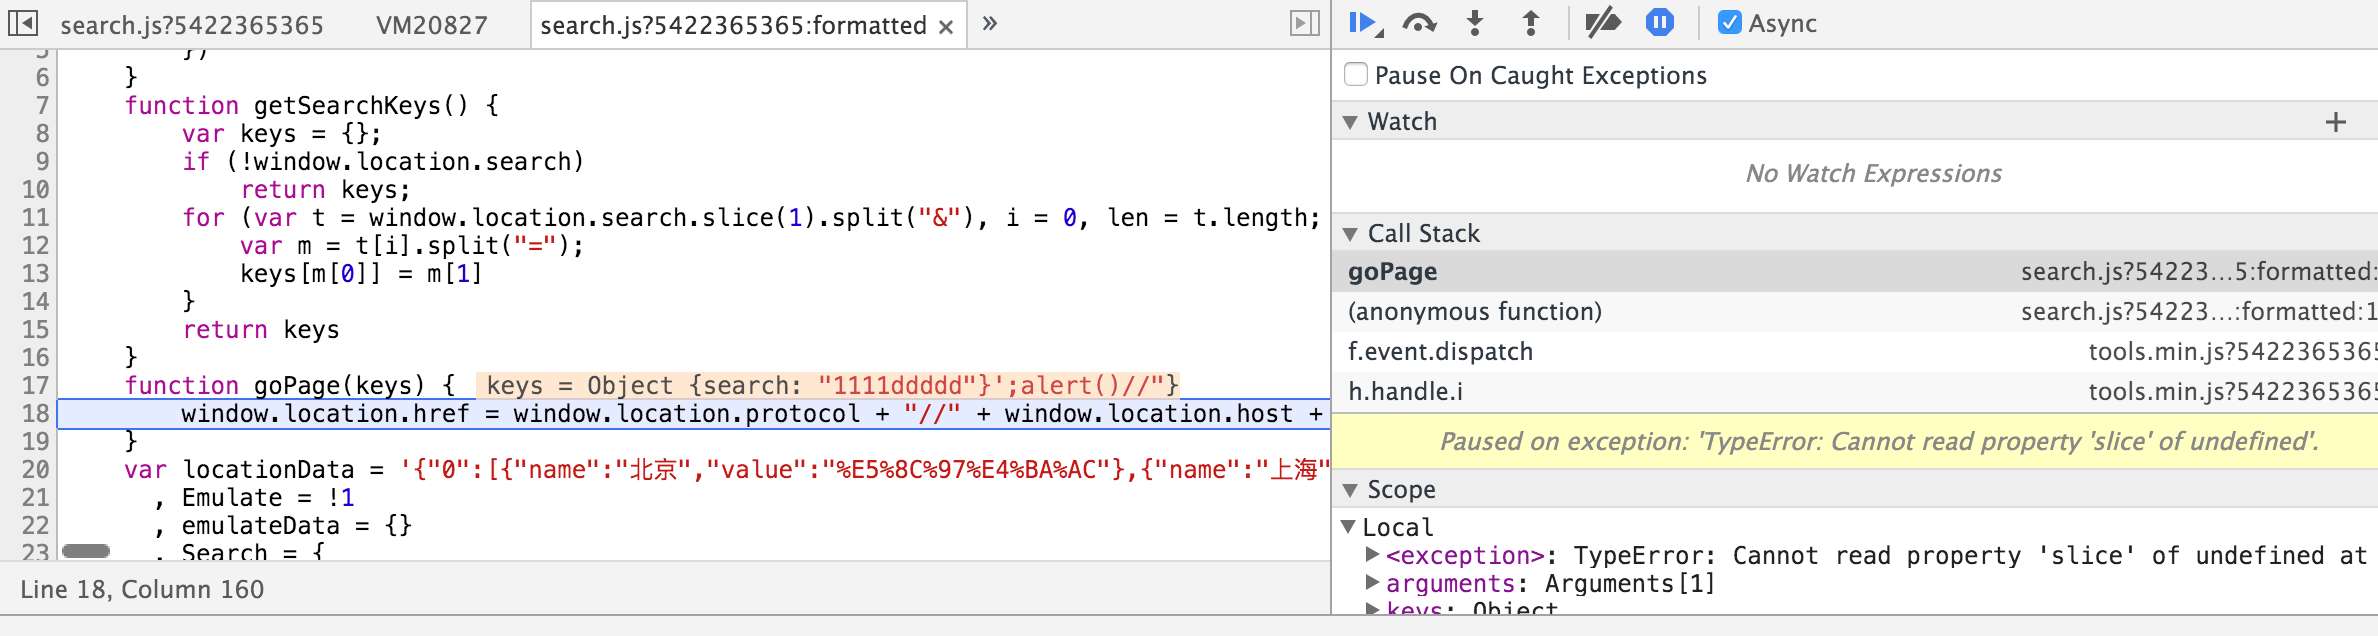 search.js?5422365365 VM20827 search.js?5422365365:formatted × »
5 })
6 }
7 function getSearchKeys() {
8 var keys = {};
9 if (!window.location.search)
10 return keys;
11 for (var t = window.location.search.slice(1).split("&"), i = 0, len = t.length;
12 var m = t[i].split("=");
13 keys[m[0]] = m[1]
14 }
15 return keys
16 }
17 function goPage(keys) { keys = Object {search: "1111ddddd"}';alert()//"}
18 window.location.href = window.location.protocol + "//" + window.location.host +
19 }
20 var locationData = '{"0":[{"name":"北京","value":"%E5%8C%97%E4%BA%AC"},{"name":"上海"
21 , Emulate = !1
22 , emulateData = {}
23 , Search = {
Line 18, Column 160
Async
Pause On Caught Exceptions
Watch +
No Watch Expressions
Call Stack
goPage search.js?54223...5:formatted:
(anonymous function) search.js?54223...:formatted:1
f.event.dispatch tools.min.js?5422365365
h.handle.i tools.min.js?5422365365
Paused on exception: 'TypeError: Cannot read property 'slice' of undefined'.
Scope
Local
<exception>: TypeError: Cannot read property 'slice' of undefined at
arguments: Arguments[1]
keys: Object